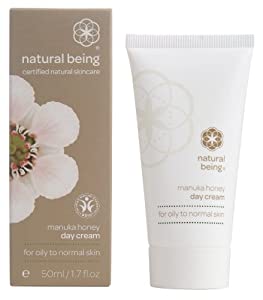 natural being
certified natural skincare
manuka honey
day cream
for oily to normal skin
e 50ml/1.7 fl oz
natural
being
manuka honey
day cream
for oily to normal skin